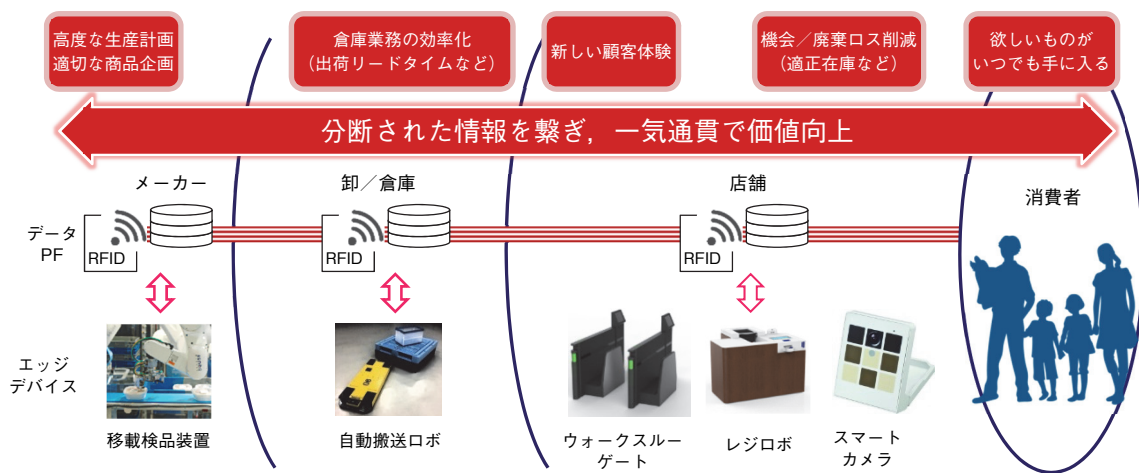 高度な生産計画
適切な商品企画
倉庫業務の効率化
（出荷リードタイムなど）
新しい顧客体験
機会／廃棄ロス削減
（適正在庫など）
欲しいものが
いつでも手に入る
分断された情報を繋ぎ，一気通貫で価値向上
メーカー
卸／倉庫
店舗
消費者
データ
PF
RFID
RFID
RFID
エッジ
デバイス
移載検品装置
自動搬送ロボ
ウォークスルー
ゲート
レジロボ
スマート
カメラ